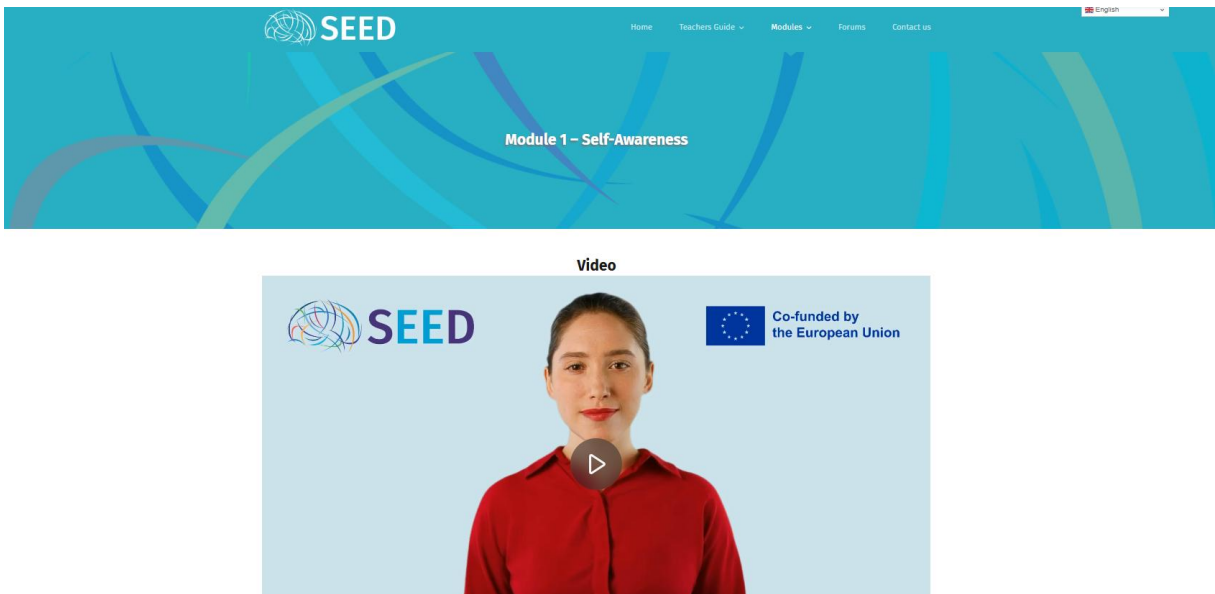 SEED
Home Teachers Guide Modules Forums Contact us
English
Module 1 – Self-Awareness
Video
SEED
Co-funded by
the European Union